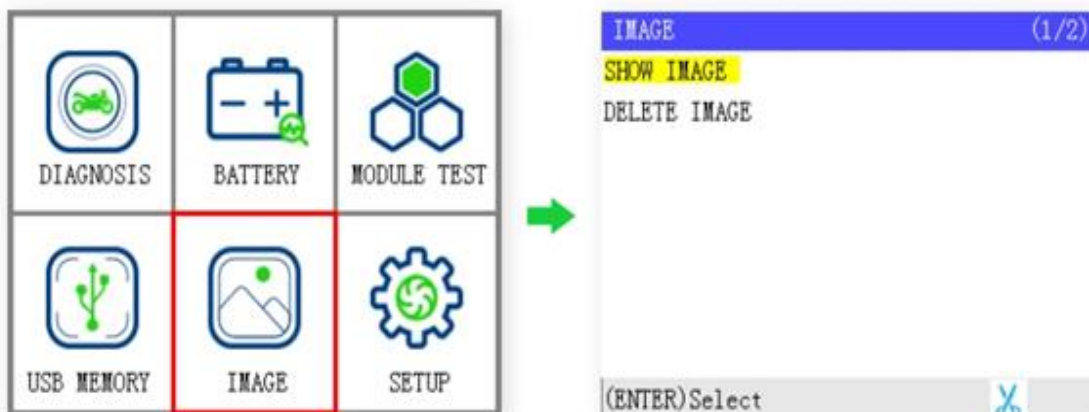 DIAGNOSIS
BATTERY
MODULE TEST
USB MEMORY
IMAGE
SETUP
IMAGE (1/2)
SHOW IMAGE
DELETE IMAGE
(ENTER)Select